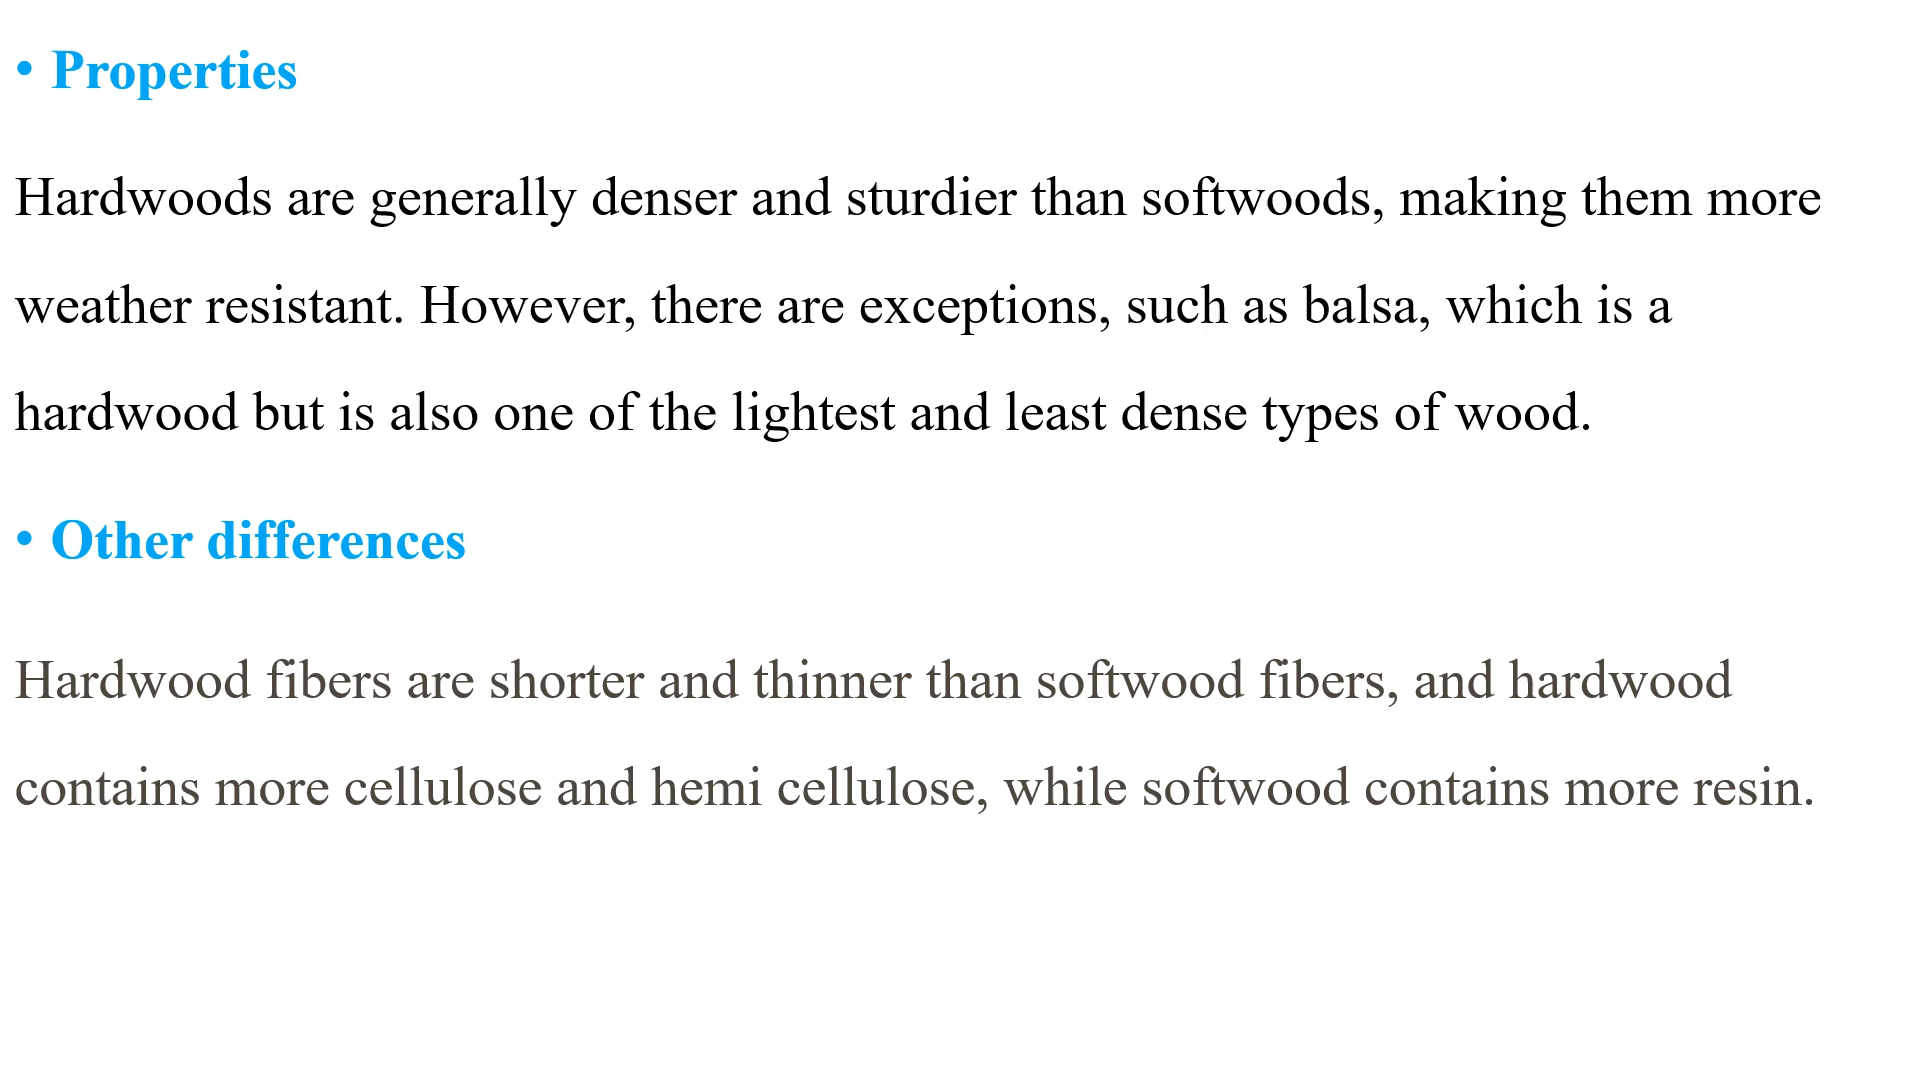 • Properties
Hardwoods are generally denser and sturdier than softwoods, making them more
weather resistant. However, there are exceptions, such as balsa, which is a
hardwood but is also one of the lightest and least dense types of wood.
• Other differences
Hardwood fibers are shorter and thinner than softwood fibers, and hardwood
contains more cellulose and hemi cellulose, while softwood contains more resin.